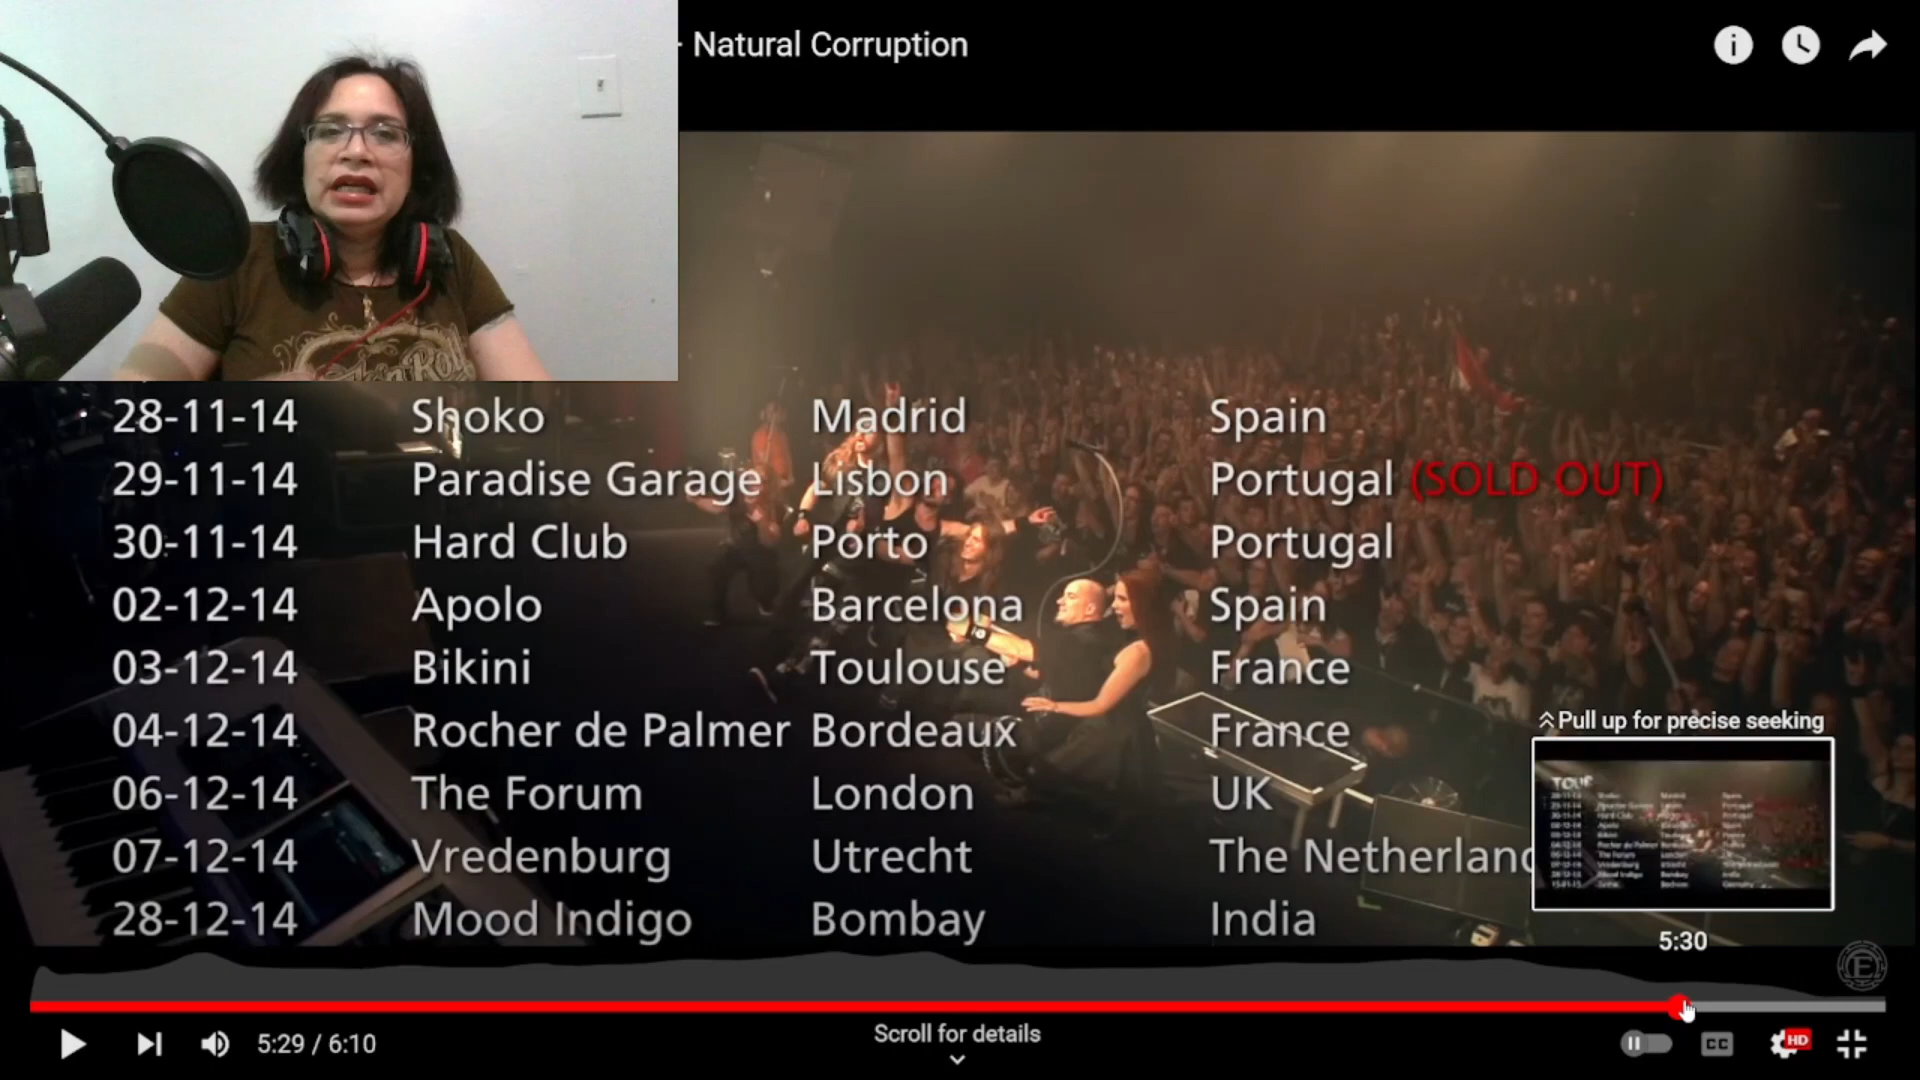 Natural Corruption
28-11-14 Shoko Madrid Spain
29-11-14 Paradise Garage Lisbon Portugal (SOLD OUT)
30-11-14 Hard Club Porto Portugal
02-12-14 Apolo Barcelona Spain
03-12-14 Bikini Toulouse France
04-12-14 Rocher de Palmer Bordeaux France
Pull up for precise seeking
06-12-14 The Forum London UK
07-12-14 Vredenburg Utrecht The Netherlan
28-12-14 Mood Indigo Bombay India
5:30
5:29 / 6:10
Scroll for details
CC
HD